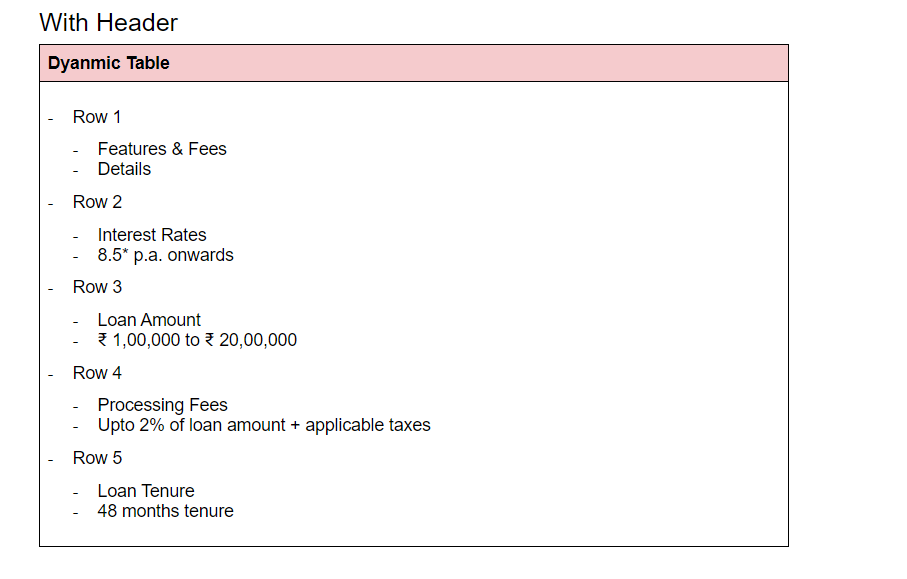 With Header
Dyanmic Table
- Row 1
- Features & Fees
- Details
- Row 2
- Interest Rates
- 8.5* p.a. onwards
- Row 3
- Loan Amount
- ₹ 1,00,000 to ₹ 20,00,000
- Row 4
- Processing Fees
- Upto 2% of loan amount + applicable taxes
- Row 5
- Loan Tenure
- 48 months tenure